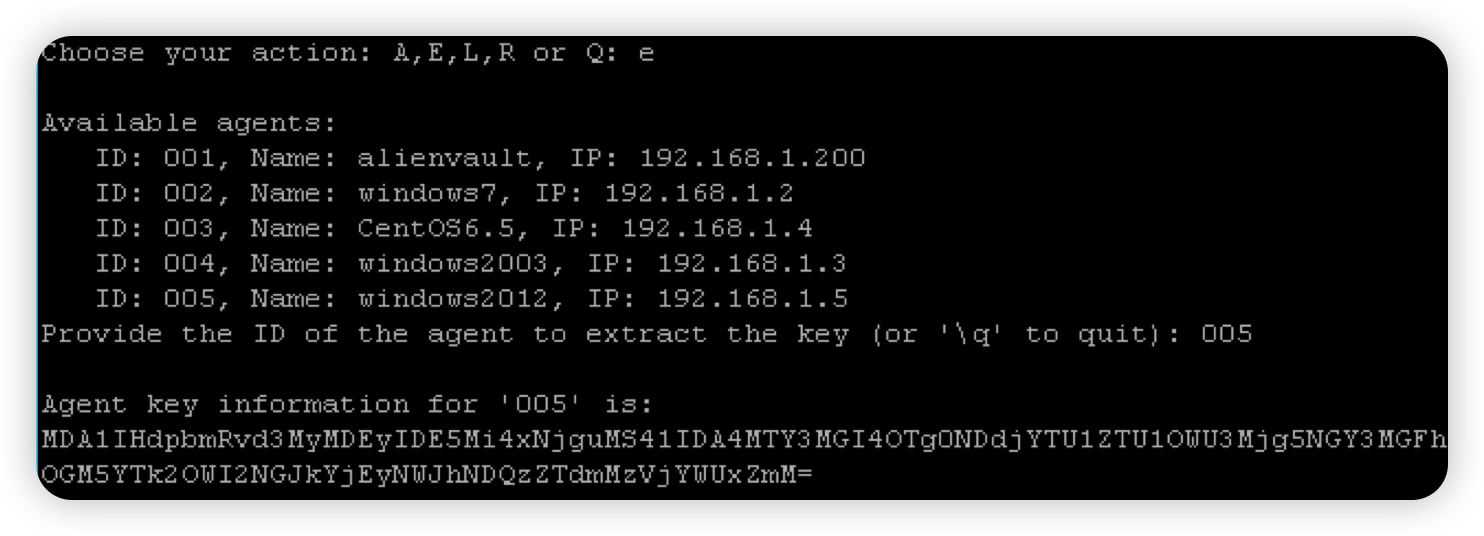 Choose your action: A,E,L,R or Q: e
Available agents:
ID: 001, Name: alienvault, IP: 192.168.1.200
ID: 002, Name: windows7, IP: 192.168.1.2
ID: 003, Name: CentOS6.5, IP: 192.168.1.4
ID: 004, Name: windows2003, IP: 192.168.1.3
ID: 005, Name: windows2012, IP: 192.168.1.5
Provide the ID of the agent to extract the key (or '\q' to quit): 005
Agent key information for '005' is:
MDA1IHdpbmRvd3MyMDEyIDE5Mi4xNjguMS41IDA4MTY3MGI4OTg0NDdjYTU1ZTU1OWU3Mjg5NGY3MGFh
OGM5YTk2OWI2NGJkYjEyNWJhNDQzZTdmMzVjYWUxZmM=